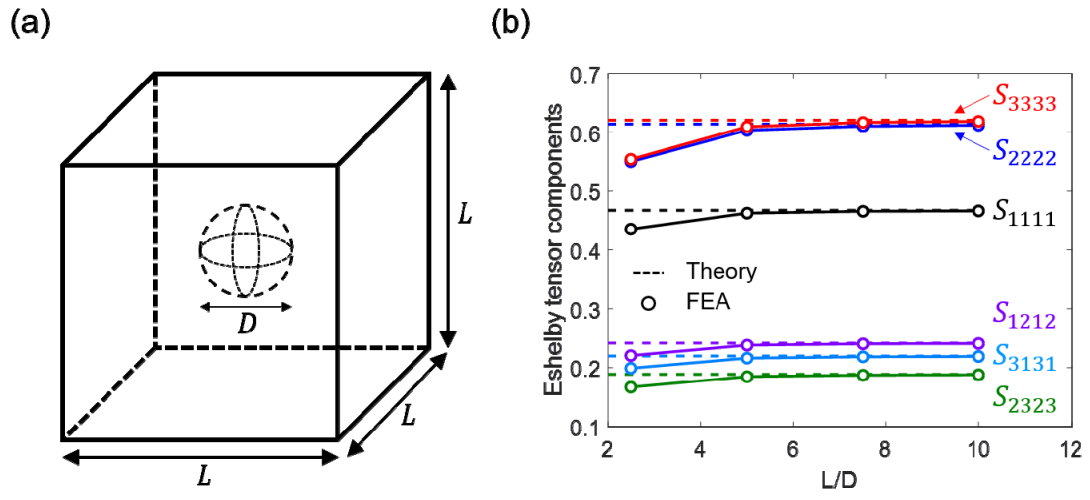 (a)
L
L
L
D
(b)
Eshelby tensor components
0.7
0.6
0.5
0.4
0.3
0.2
0.1
2
4
6
8
10
12
L/D
S3333
S2222
S1111
Theory
FEA
S1212
S3131
S2323